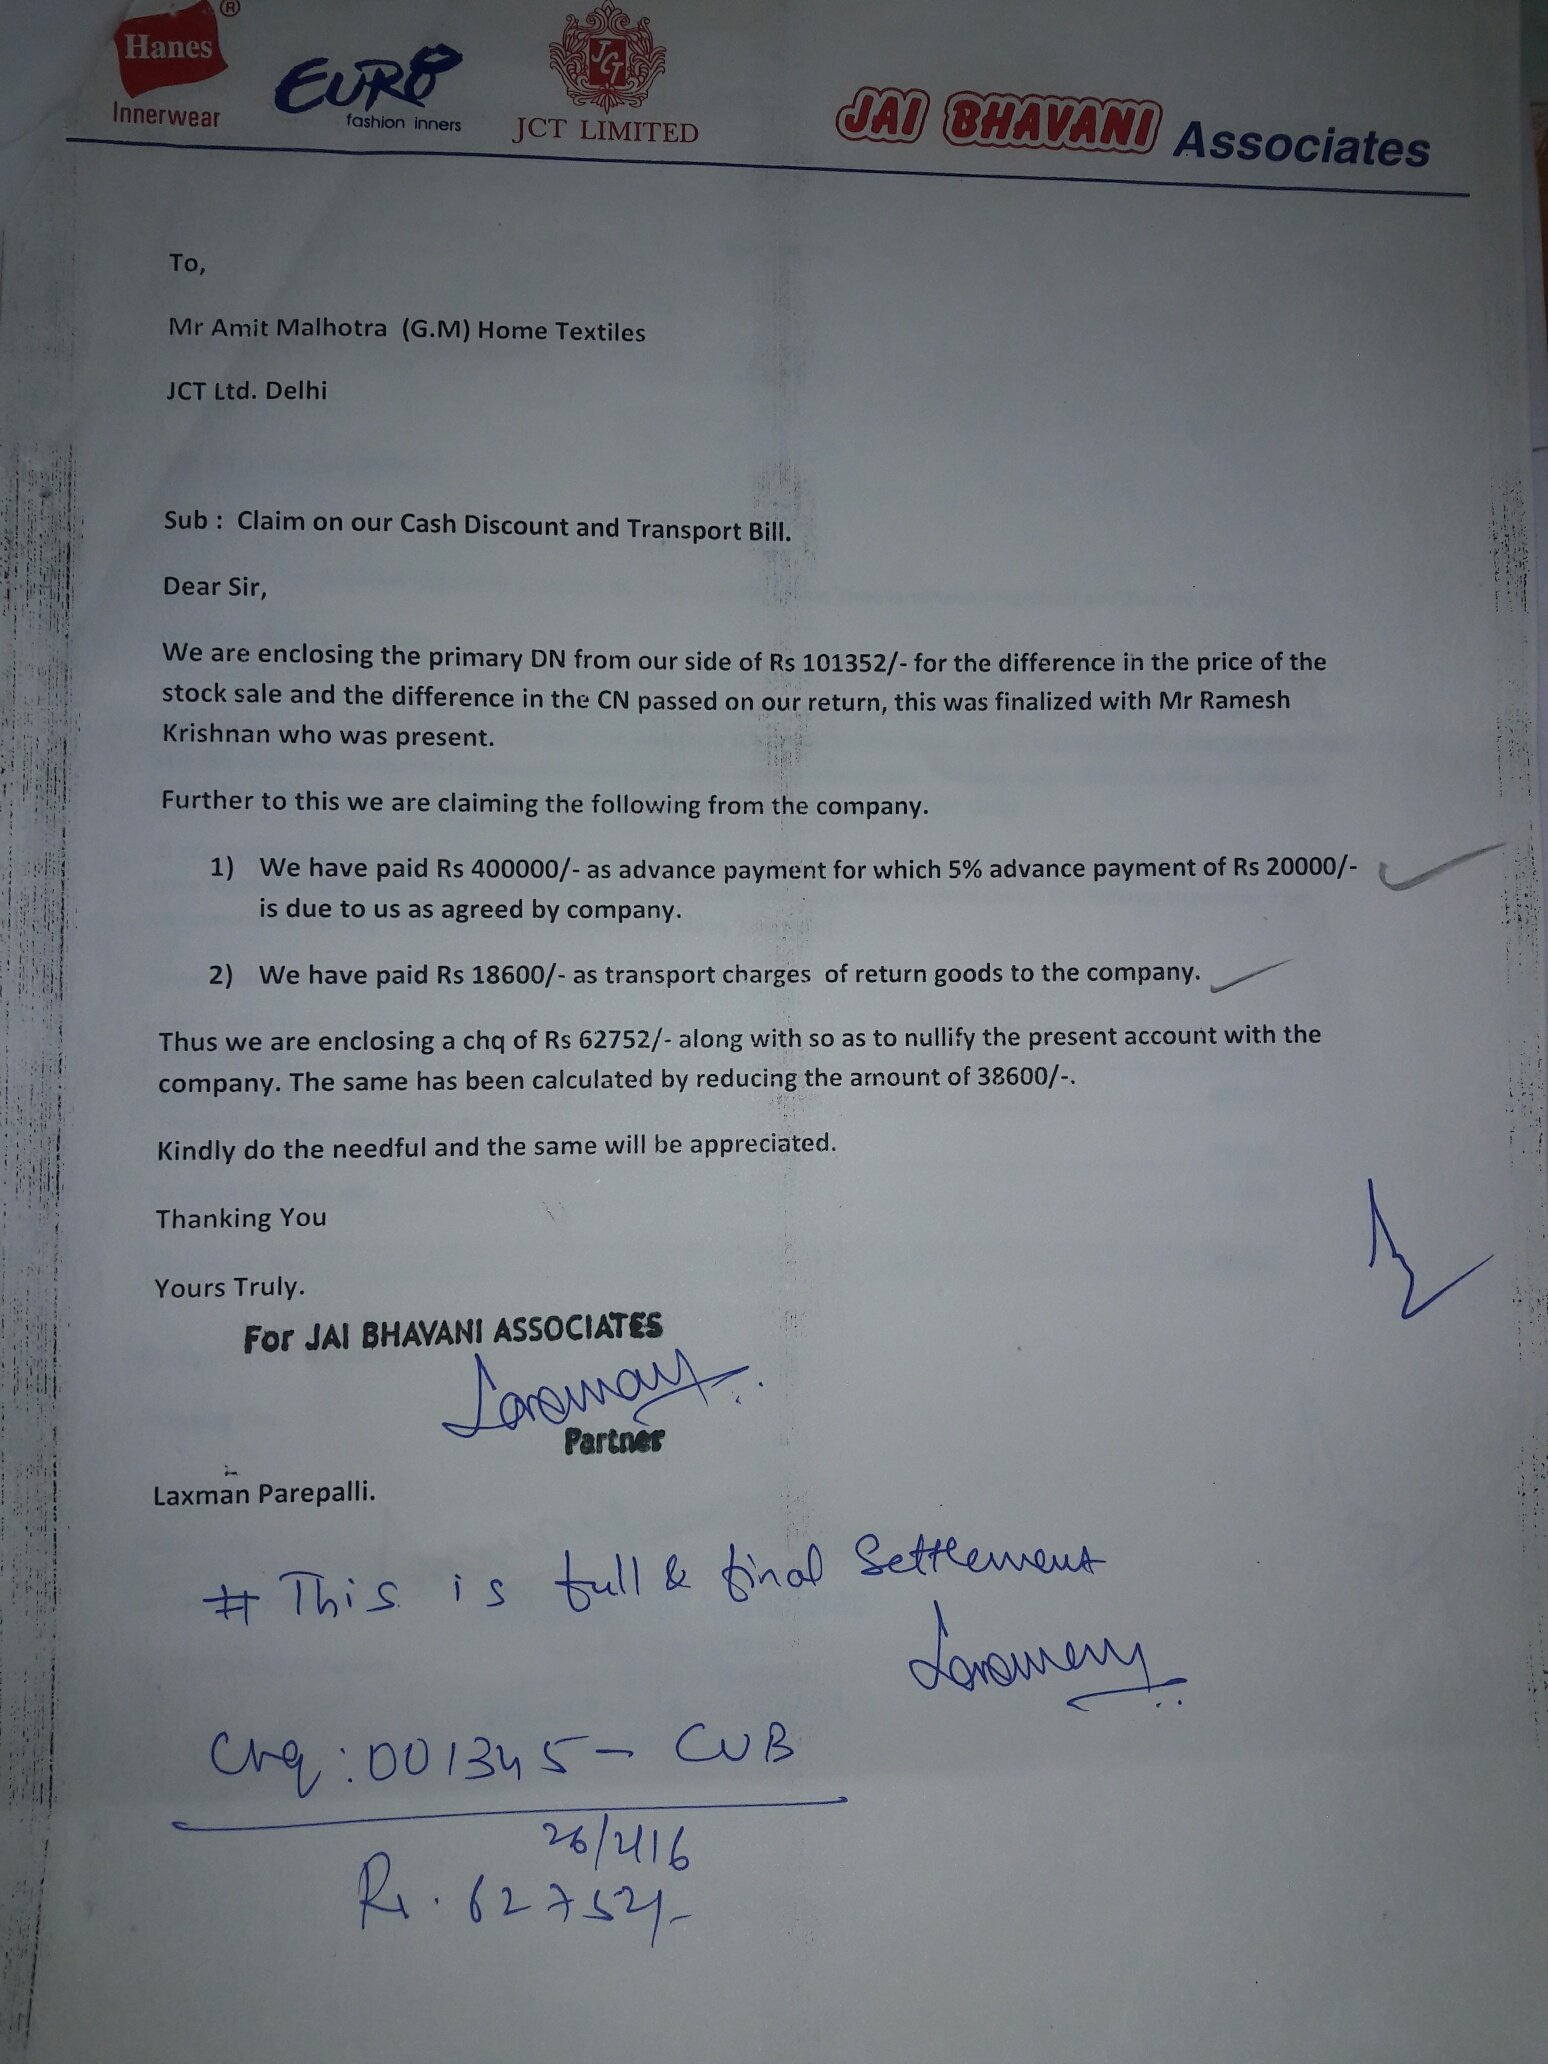 Hanes ®
Innerwear
EURO
fashion inners
JCT
JCT LIMITED
JAI BHAVANI Associates
To,
Mr Amit Malhotra (G.M) Home Textiles
JCT Ltd. Delhi
Sub : Claim on our Cash Discount and Transport Bill.
Dear Sir,
We are enclosing the primary DN from our side of Rs 101352/- for the difference in the price of the
stock sale and the difference in the CN passed on our return, this was finalized with Mr Ramesh
Krishnan who was present.
Further to this we are claiming the following from the company.
1) We have paid Rs 400000/- as advance payment for which 5% advance payment of Rs 20000/-
is due to us as agreed by company.
2) We have paid Rs 18600/- as transport charges of return goods to the company.
Thus we are enclosing a chq of Rs 62752/- along with so as to nullify the present account with the
company. The same has been calculated by reducing the amount of 38600/-.
Kindly do the needful and the same will be appreciated.
Thanking You
Yours Truly.
For JAI BHAVANI ASSOCIATES
Partner
Laxman Parepalli.
# This is full & final Settlement
Chq: 001345 - CUB
26/2/16
Rs. 62752/-